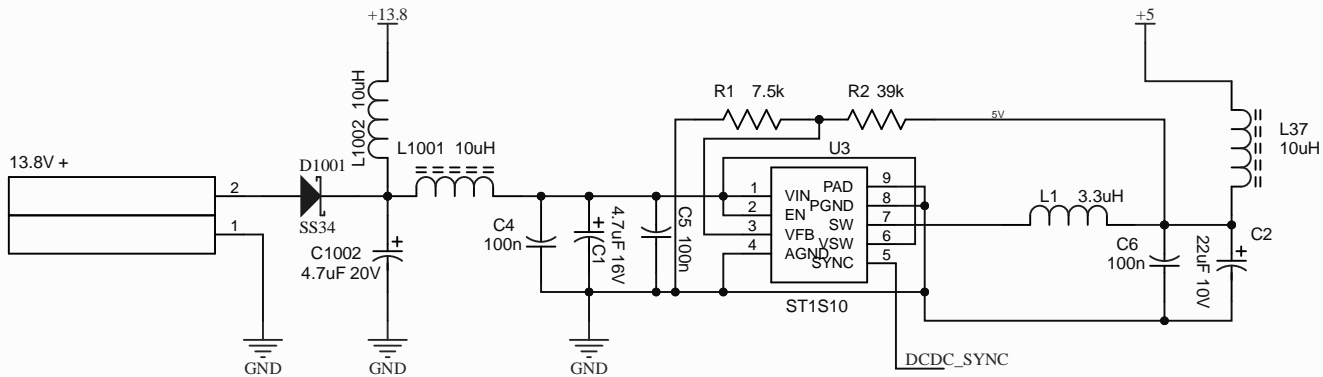 +13.8
+5
L1002 10uH
R1 7.5k
R2 39k
5V
L37
10uH
13.8V +
D1001
L1001 10uH
U3
2
1
SS34
C1002
4.7uF 20V
C4
100n
4.7uF 16V
C1
C5 100n
1
2
3
4
VIN
EN
VFB
AGND
PAD
PGND
SW
VSW
SYNC
9
8
7
6
5
ST1S10
L1 3.3uH
C6
100n
22uF 10V
C2
GND
GND
GND
DCDC_SYNC